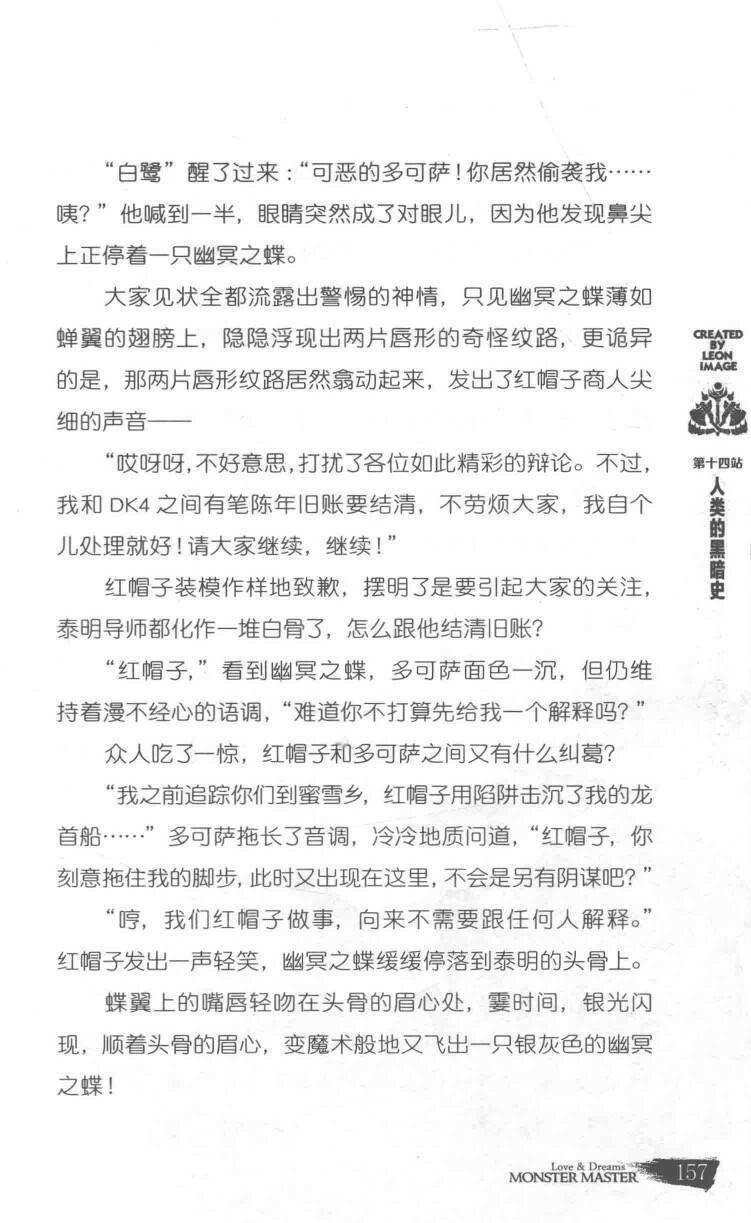 “白鹭”醒了过来：“可恶的多可萨！你居然偷袭我……
咦？”他喊到一半，眼睛突然成了对眼儿，因为他发现鼻尖
上正停着一只幽冥之蝶。
大家见状全都流露出警惕的神情，只见幽冥之蝶薄如
蝉翼的翅膀上，隐隐浮现出两片唇形的奇怪纹路，更诡异
的是，那两片唇形纹路居然翕动起来，发出了红帽子商人尖
细的声音——
“哎呀呀，不好意思，打扰了各位如此精彩的辩论。不过，
我和 DK4 之间有笔陈年旧账要结清，不劳烦大家，我自个
儿处理就好！请大家继续，继续！”
红帽子装模作样地致歉，摆明了是要引起大家的关注，
泰明导师都化作一堆白骨了，怎么跟他结清旧账？
“红帽子，”看到幽冥之蝶，多可萨面色一沉，但仍维
持着漫不经心的语调，“难道你不打算先给我一个解释吗？”
众人吃了一惊，红帽子和多可萨之间又有什么纠葛？
“我之前追踪你们到蜜雪乡，红帽子用陷阱击沉了我的龙
首船……”多可萨拖长了音调，冷冷地质问道，“红帽子，你
刻意拖住我的脚步，此时又出现在这里，不会是另有阴谋吧？”
“哼，我们红帽子做事，向来不需要跟任何人解释。”
红帽子发出一声轻笑，幽冥之蝶缓缓停落到泰明的头骨上。
蝶翼上的嘴唇轻吻在头骨的眉心处，霎时间，银光闪
现，顺着头骨的眉心，变魔术般地又飞出一只银灰色的幽冥
之蝶！
CREATED
BY
LEON
IMAGE
第十四站
人类的黑暗史
Love & Dreams
MONSTER MASTER
157